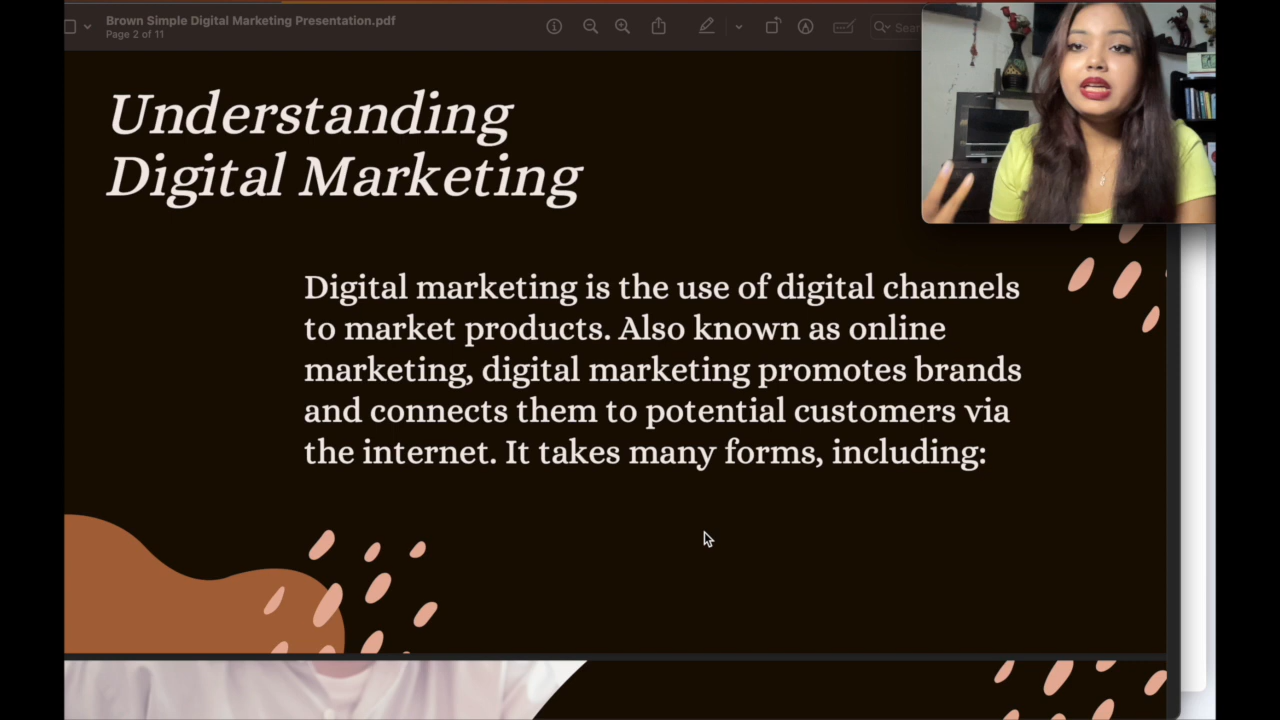 Brown Simple Digital Marketing Presentation.pdf
Page 2 of 11
Understanding
Digital Marketing
Digital marketing is the use of digital channels
to market products. Also known as online
marketing, digital marketing promotes brands
and connects them to potential customers via
the internet. It takes many forms, including: